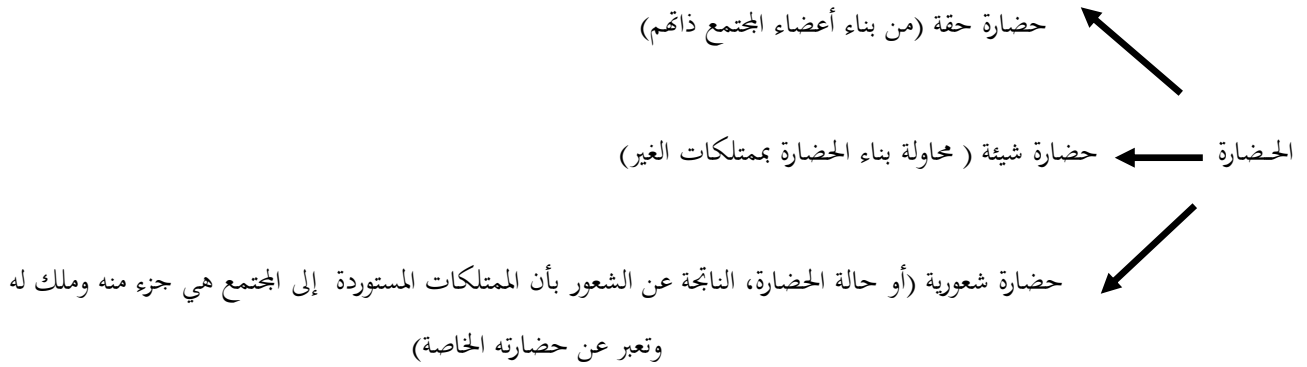 حضارة حقة (من بناء أعضاء المجتمع ذاتهم)
الحـضارة
حضارة شيئة ( محاولة بناء الحضارة بممتلكات الغير)
حضارة شعورية (أو حالة الحضارة، الناتجة عن الشعور بأن الممتلكات المستوردة إلى المجتمع هي جزء منه وملك له
وتعبر عن حضارته الخاصة)